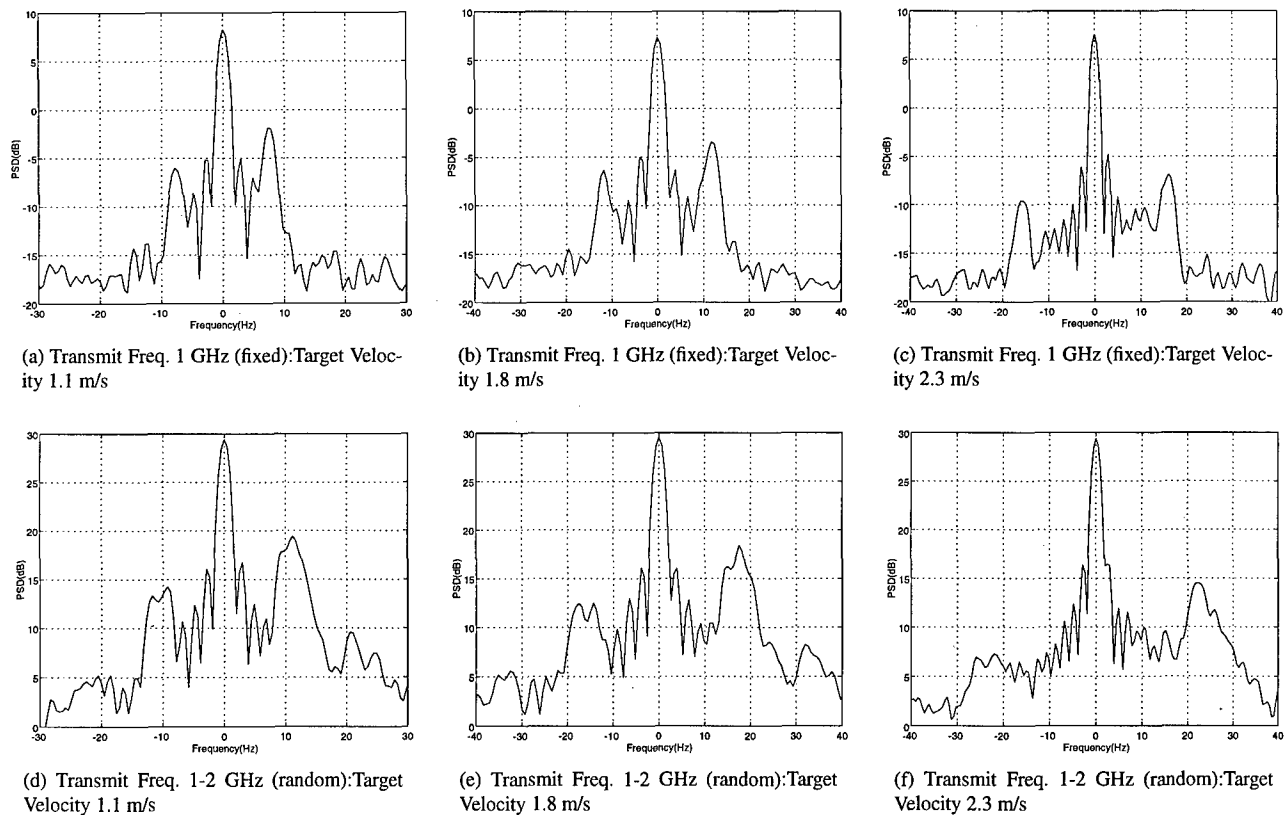 10
5
0
-5
-10
-15
-20
PSD(dB)
-30 -20 -10 0 10 20 30
Frequency(Hz)
(a) Transmit Freq. 1 GHz (fixed):Target Veloc-
ity 1.1 m/s
10
5
0
-5
-10
-15
-20
PSD(dB)
-40 -30 -20 -10 0 10 20 30 40
Frequency(Hz)
(b) Transmit Freq. 1 GHz (fixed):Target Veloc-
ity 1.8 m/s
10
5
0
-5
-10
-15
-20
PSD(dB)
-40 -30 -20 -10 0 10 20 30 40
Frequency(Hz)
(c) Transmit Freq. 1 GHz (fixed):Target Veloc-
ity 2.3 m/s
30
25
20
15
10
5
0
PSD(dB)
-30 -20 -10 0 10 20 30
Frequency(Hz)
(d) Transmit Freq. 1-2 GHz (random):Target
Velocity 1.1 m/s
30
25
20
15
10
5
0
PSD(dB)
-40 -30 -20 -10 0 10 20 30 40
Frequency(Hz)
(e) Transmit Freq. 1-2 GHz (random):Target
Velocity 1.8 m/s
30
25
20
15
10
5
0
PSD(dB)
-40 -30 -20 -10 0 10 20 30 40
Frequency(Hz)
(f) Transmit Freq. 1-2 GHz (random):Target
Velocity 2.3 m/s